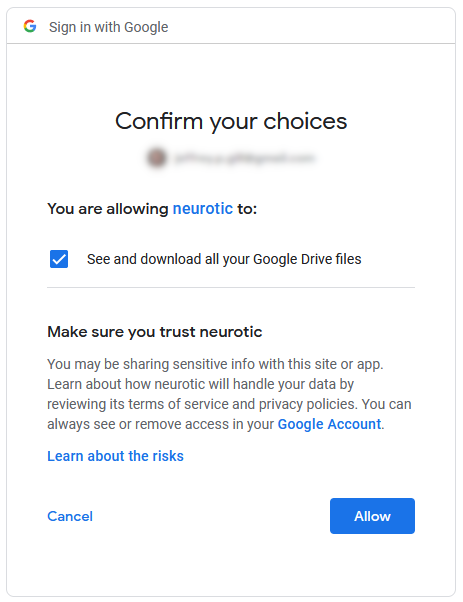 Sign in with Google
Confirm your choices
You are allowing neurotic to:
See and download all your Google Drive files
Make sure you trust neurotic
You may be sharing sensitive info with this site or app.
Learn about how neurotic will handle your data by
reviewing its terms of service and privacy policies. You can
always see or remove access in your Google Account.
Learn about the risks
Cancel
Allow